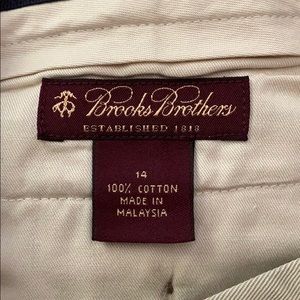 Brooks Brothers
ESTABLISHED 1818
14
100% COTTON
MADE IN
MALAYSIA